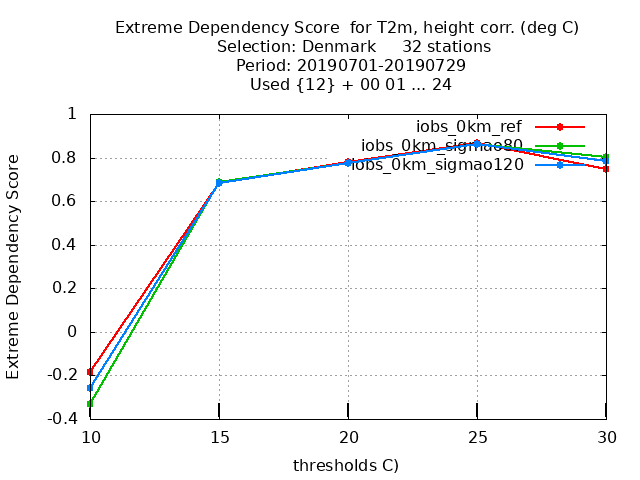 Extreme Dependency Score  for T2m, height corr. (deg C)
Selection: Denmark     32 stations
Period: 20190701-20190729
Used {12} + 00 01 ... 24
iobs_0km_ref
iobs_0km_sigmao80
iobs_0km_sigmao120
Extreme Dependency Score
1
0.8
0.6
0.4
0.2
0
-0.2
-0.4
10 15 20 25 30
thresholds C)